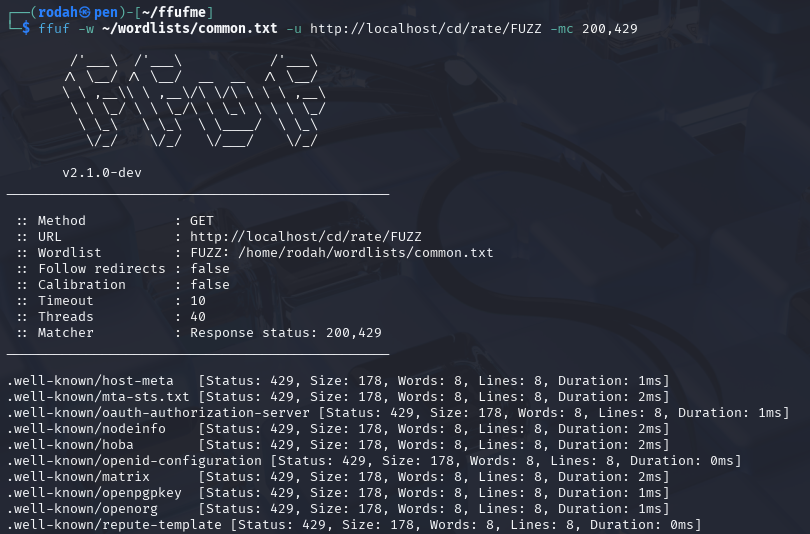 ┌──(rodah㉿pen)-[~/ffufme]
└─$ ffuf -w ~/wordlists/common.txt -u http://localhost/cd/rate/FUZZ -mc 200,429

        /'___\  /'___\           /'___\
       /\ \__/ /\ \__/  __  __  /\ \__/
       \ \ ,__\\ \ ,__\/\ \/\ \ \ \ ,__\
        \ \ \_/ \ \ \_/\ \ \_\ \ \ \ \_/
         \ \_\   \ \_\  \ \____/  \ \_\
          \/_/    \/_/   \/___/    \/_/

       v2.1.0-dev
________________________________________________

 :: Method           : GET
 :: URL              : http://localhost/cd/rate/FUZZ
 :: Wordlist         : FUZZ: /home/rodah/wordlists/common.txt
 :: Follow redirects : false
 :: Calibration      : false
 :: Timeout          : 10
 :: Threads          : 40
 :: Matcher          : Response status: 200,429
________________________________________________

.well-known/host-meta   [Status: 429, Size: 178, Words: 8, Lines: 8, Duration: 1ms]
.well-known/mta-sts.txt [Status: 429, Size: 178, Words: 8, Lines: 8, Duration: 2ms]
.well-known/oauth-authorization-server [Status: 429, Size: 178, Words: 8, Lines: 8, Duration: 1ms]
.well-known/nodeinfo    [Status: 429, Size: 178, Words: 8, Lines: 8, Duration: 2ms]
.well-known/hoba        [Status: 429, Size: 178, Words: 8, Lines: 8, Duration: 2ms]
.well-known/openid-configuration [Status: 429, Size: 178, Words: 8, Lines: 8, Duration: 0ms]
.well-known/matrix      [Status: 429, Size: 178, Words: 8, Lines: 8, Duration: 2ms]
.well-known/openpgpkey  [Status: 429, Size: 178, Words: 8, Lines: 8, Duration: 1ms]
.well-known/openorg     [Status: 429, Size: 178, Words: 8, Lines: 8, Duration: 1ms]
.well-known/repute-template [Status: 429, Size: 178, Words: 8, Lines: 8, Duration: 0ms]